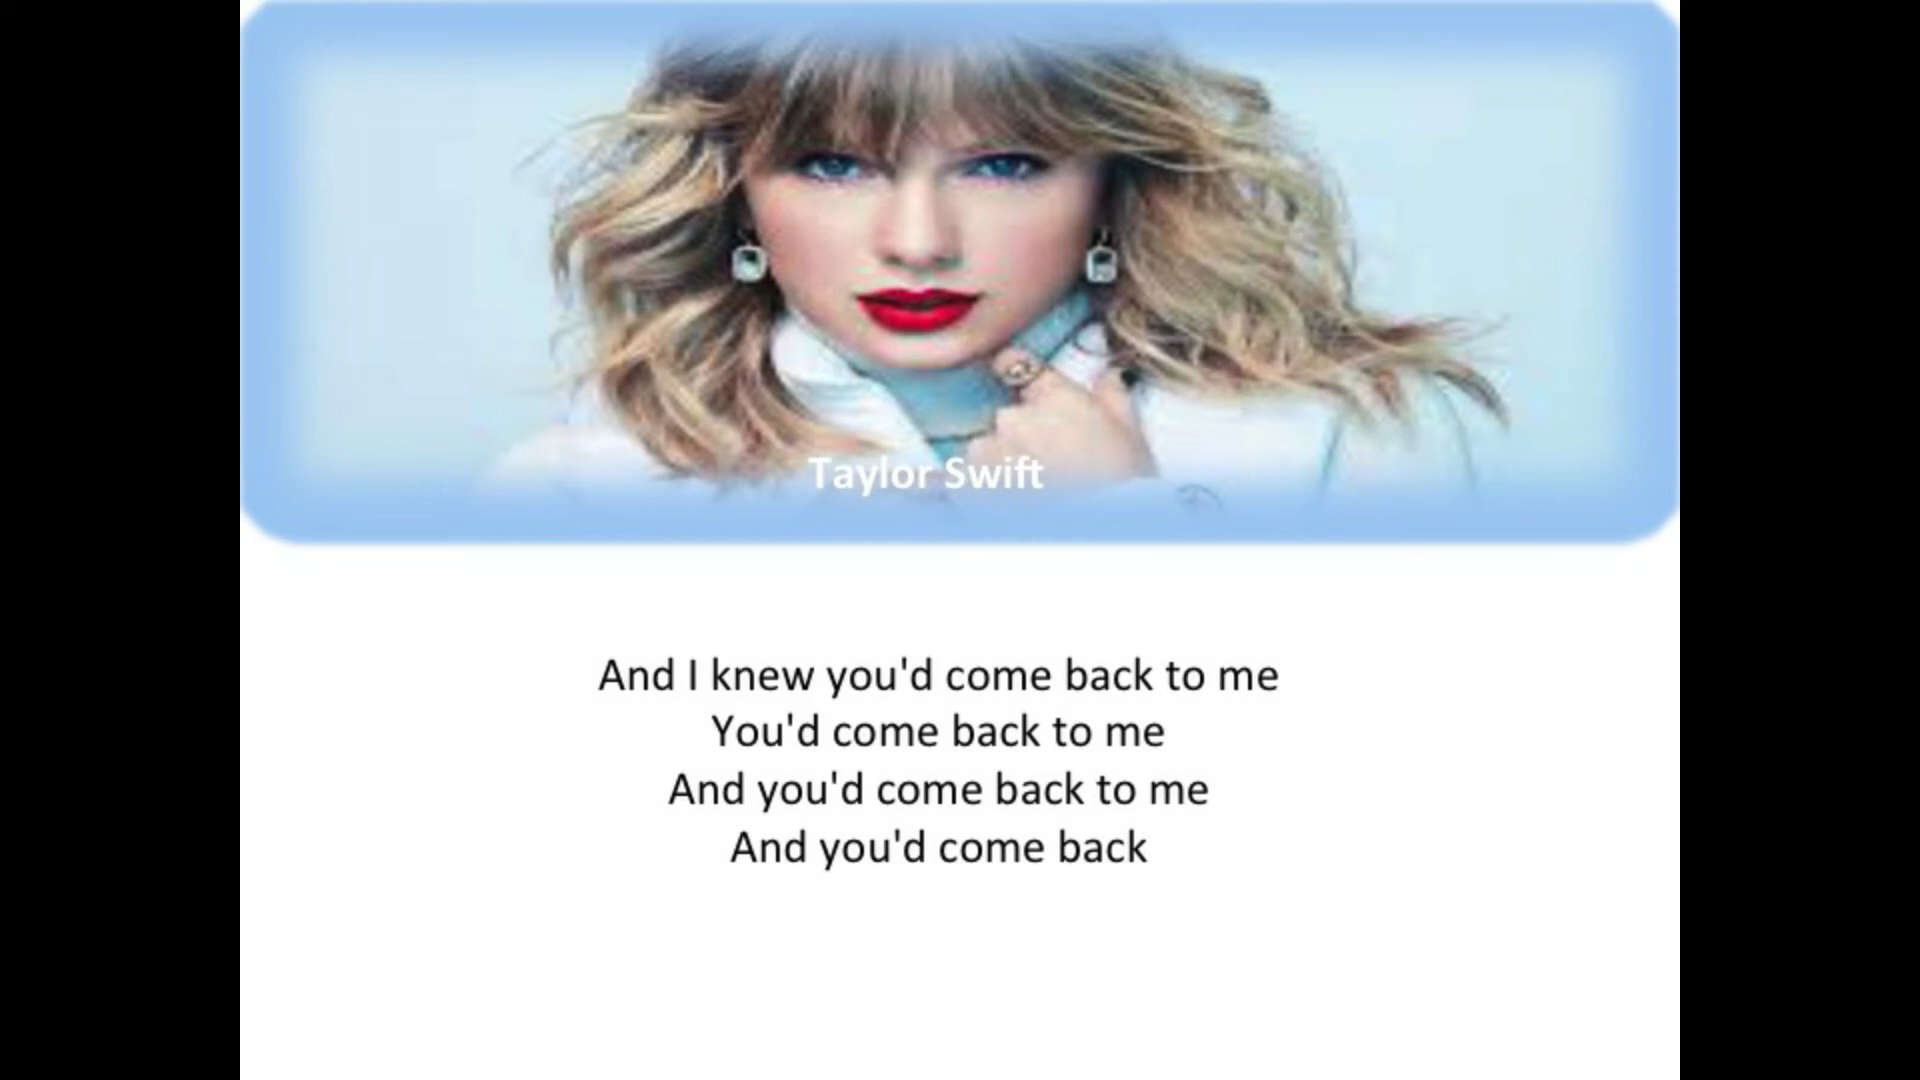 Taylor Swift
And I knew you'd come back to me
You'd come back to me
And you'd come back to me
And you'd come back